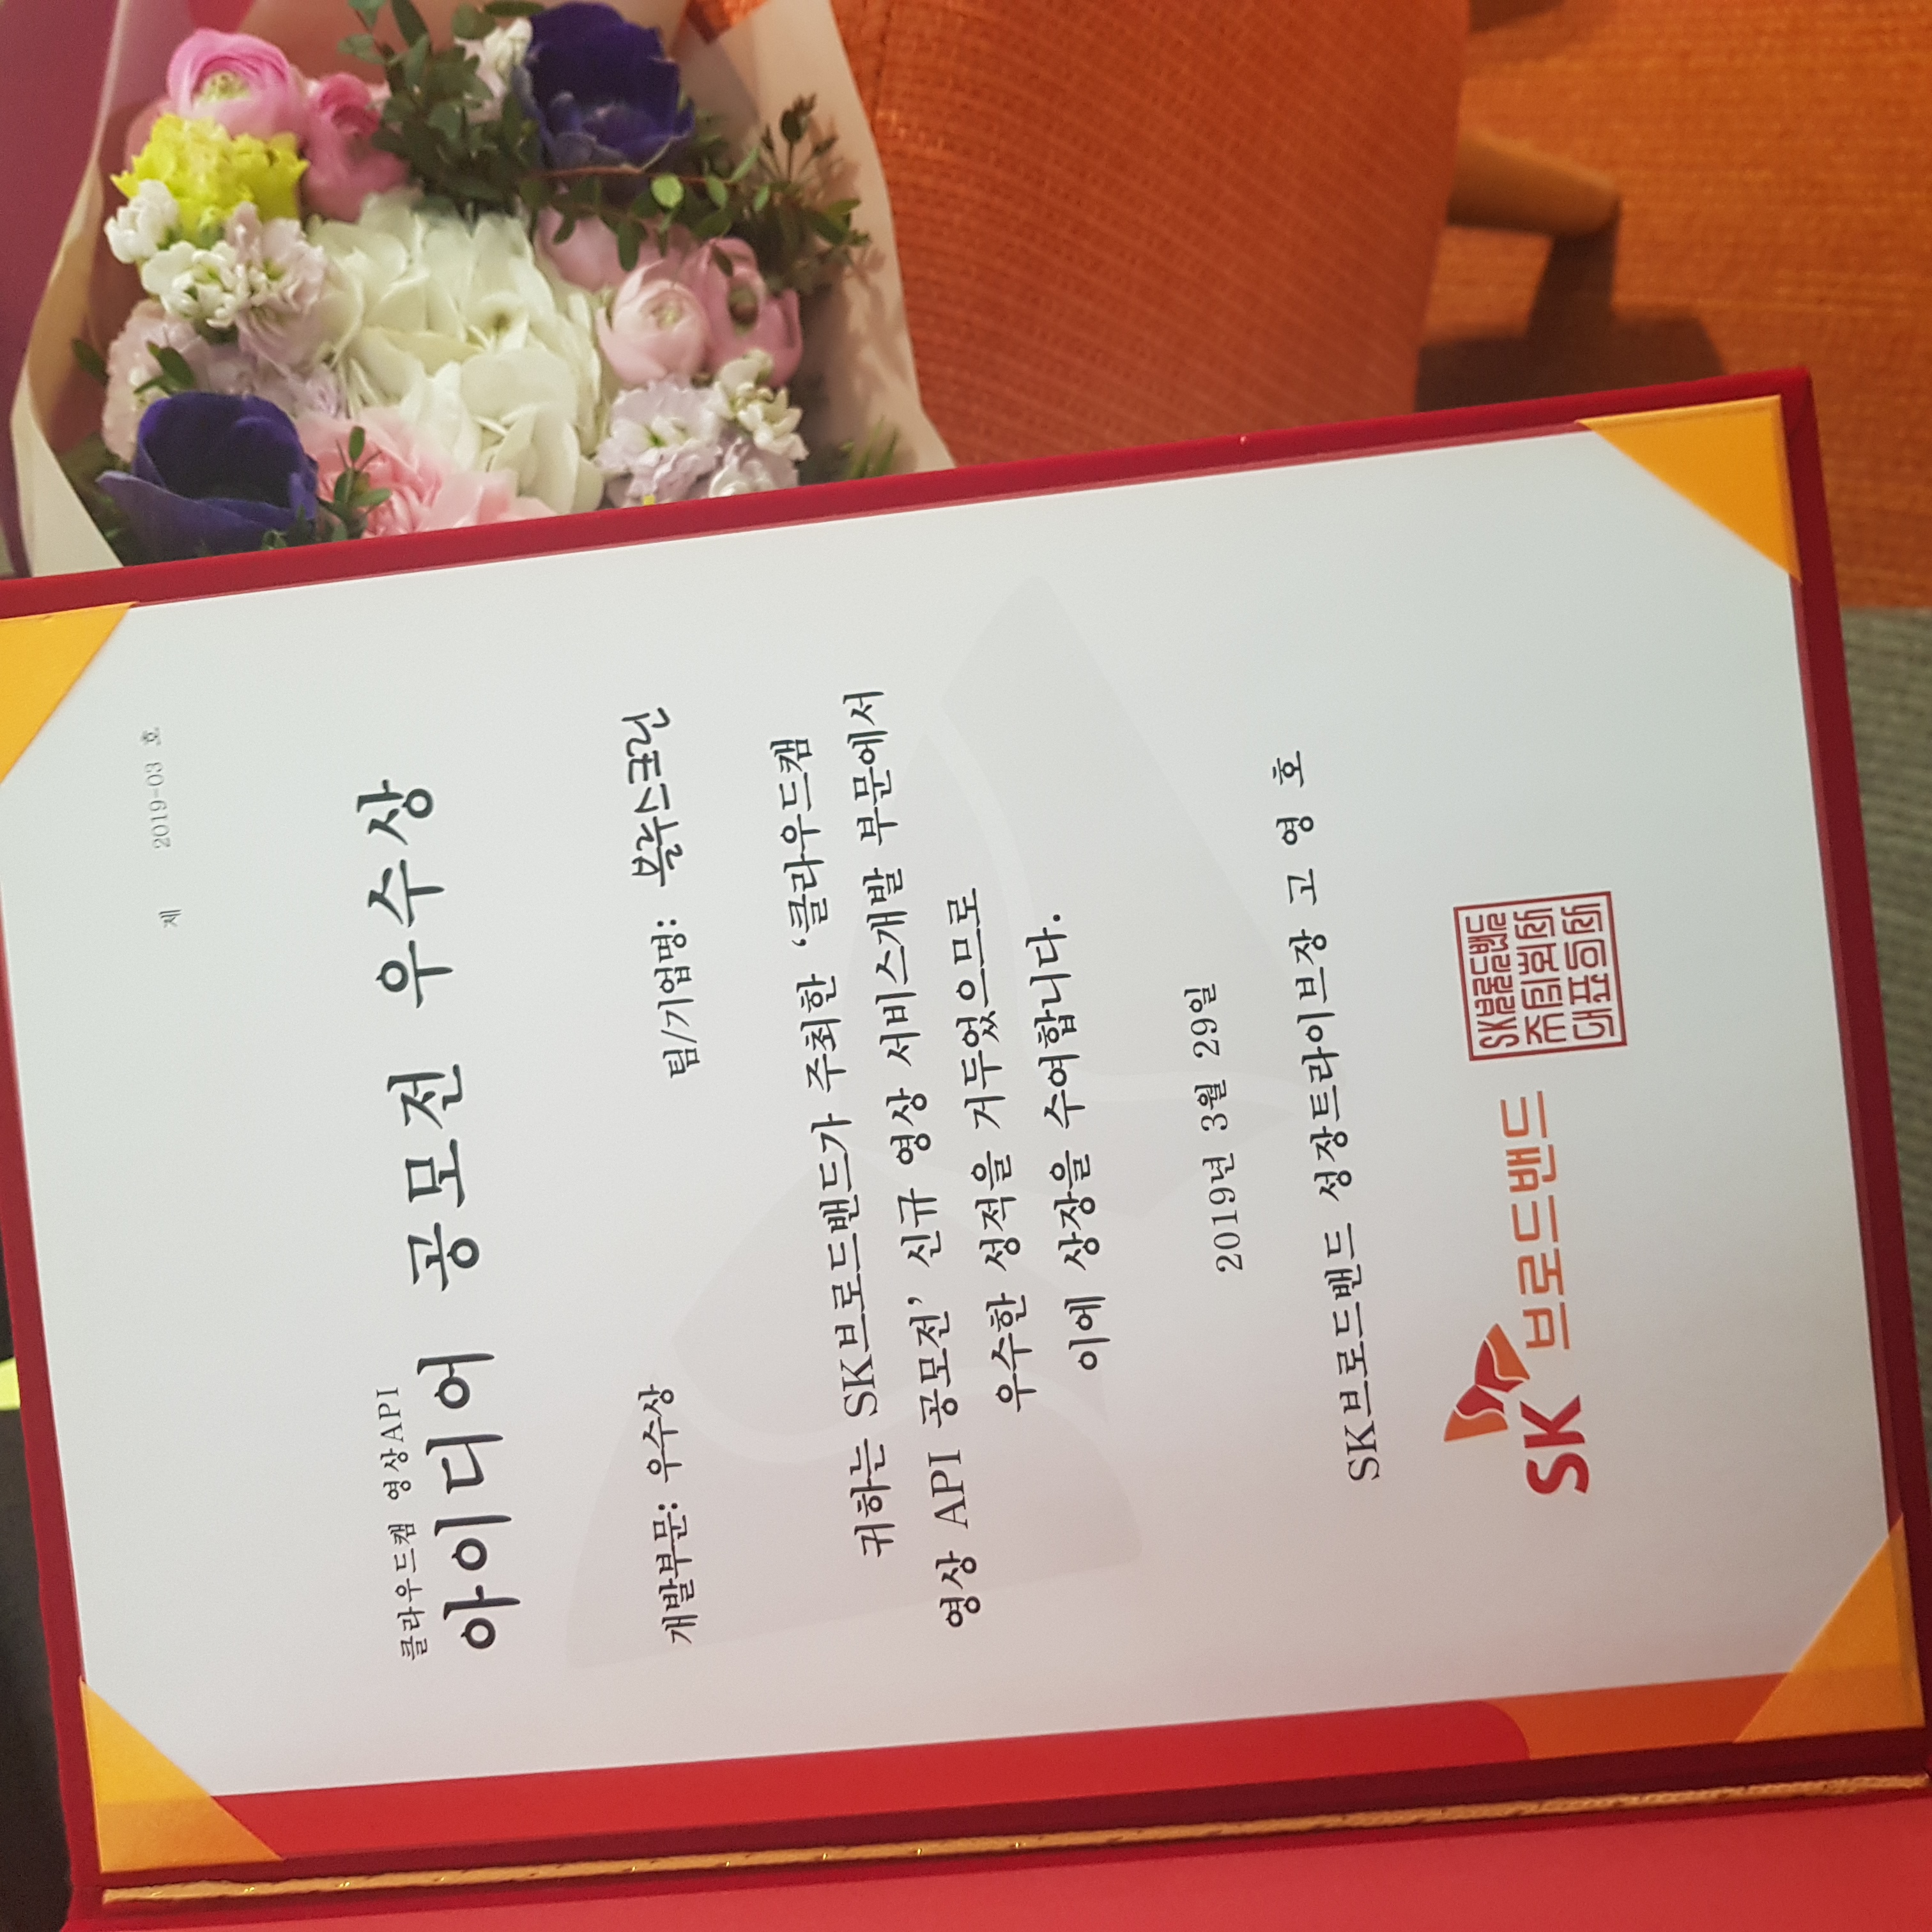 제 2019-03 호
클라우드캠 영상API
아이디어 공모전 우수상
개발부문: 우수상
팀/기업명: 블루스크린
귀하는 SK브로드밴드가 주최한 ‘클라우드캠
영상 API 공모전’ 신규 영상 서비스개발 부문에서
우수한 성적을 거두었으므로
이에 상장을 수여합니다.
2019년 3월 29일
SK브로드밴드 성장트라이브장 고 영 호
SK 브로드밴드
SK브로드밴드
주식회사
대표이사